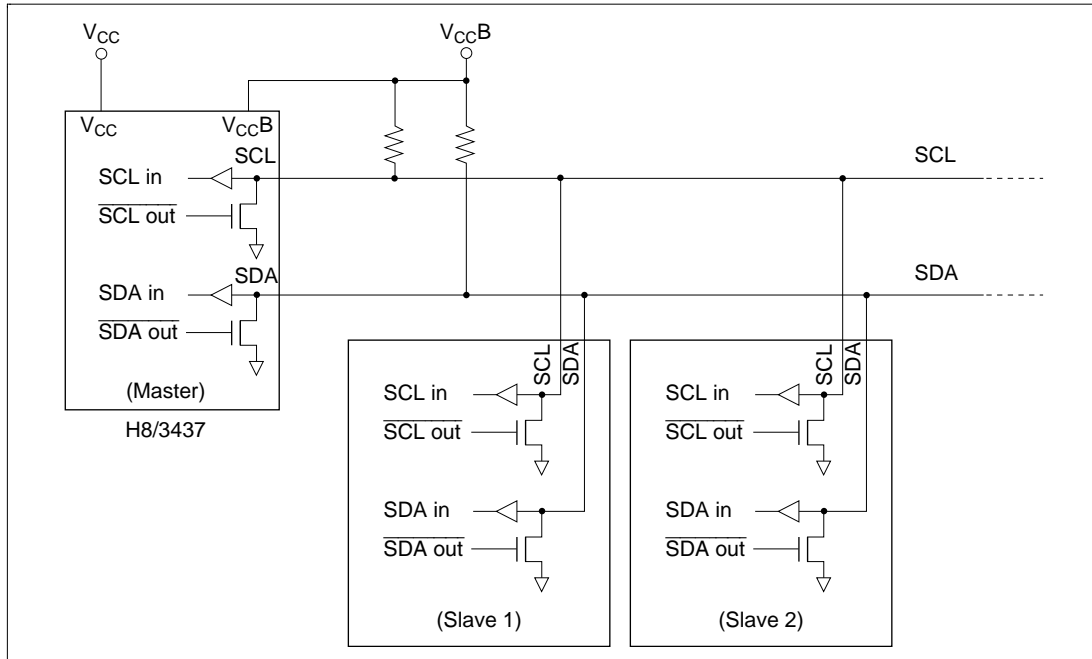 VCC
VCCB
VCC
VCCB
SCL
SCL in
SCL out
SDA
SDA in
SDA out
(Master)
H8/3437
SCL
SDA
SCL
SDA
SCL in
SCL out
SDA in
SDA out
(Slave 1)
SCL
SDA
SCL in
SCL out
SDA in
SDA out
(Slave 2)